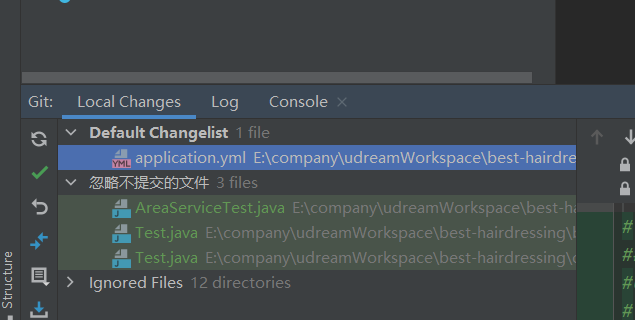 Git: Local Changes Log Console
Default Changelist 1 file
YML application.yml E:\company\udreamWorkspace\best-hairdre
忽略不提交的文件 3 files
AreaServiceTest.java E:\company\udreamWorkspace\best-ha
Test.java E:\company\udreamWorkspace\best-hairdressing\b
Test.java E:\company\udreamWorkspace\best-hairdressing\c
Ignored Files 12 directories
Structure
#
##
#
#